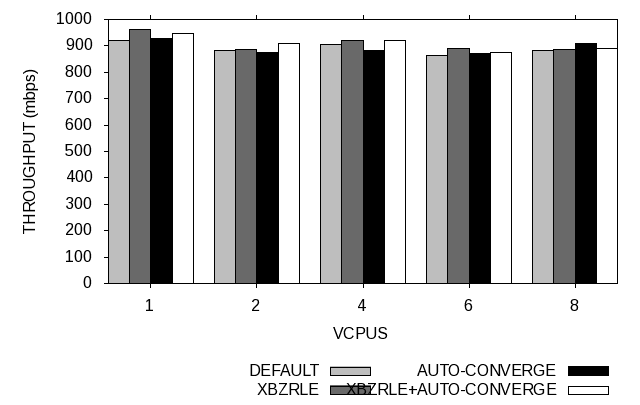 1000
900
800
700
600
500
400
300
200
100
0
THROUGHPUT (mbps)
1 2 4 6 8
VCPUS
DEFAULT AUTO-CONVERGE
XBZRLE XBZRLE+AUTO-CONVERGE